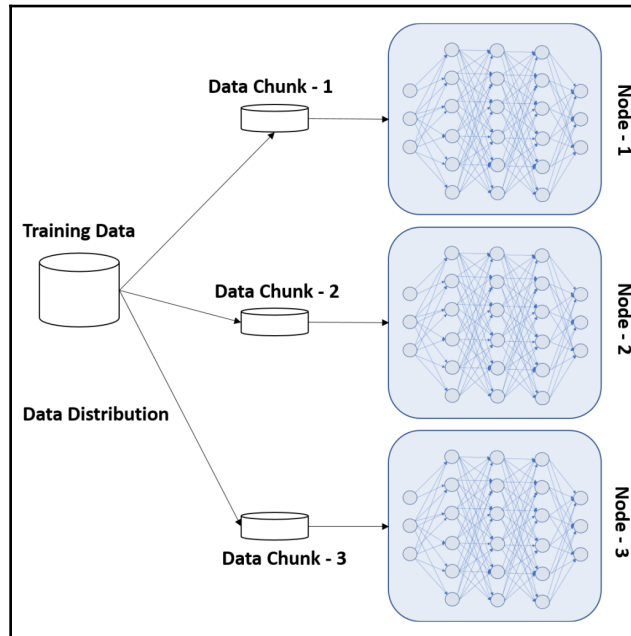 Data Chunk - 1
Node - 1
Training Data
Data Chunk - 2
Node - 2
Data Distribution
Data Chunk - 3
Node - 3